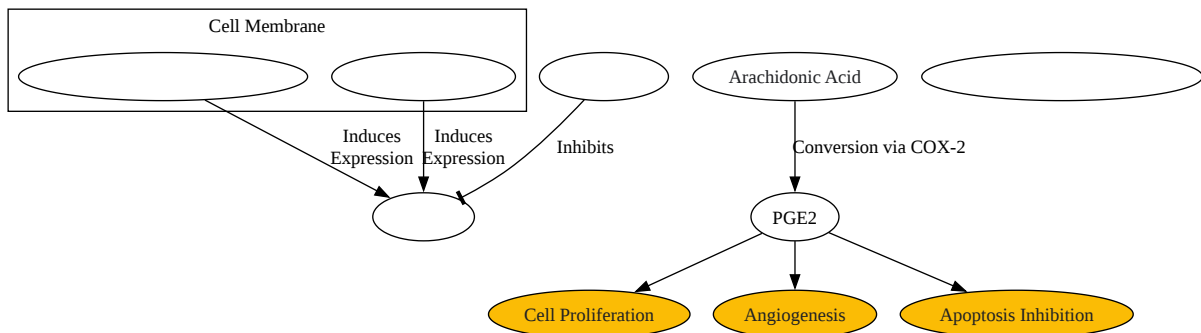 Cell Membrane
Arachidonic Acid
Induces
Expression
Induces
Expression
Inhibits
Conversion via COX-2
PGE2
Cell Proliferation
Angiogenesis
Apoptosis Inhibition